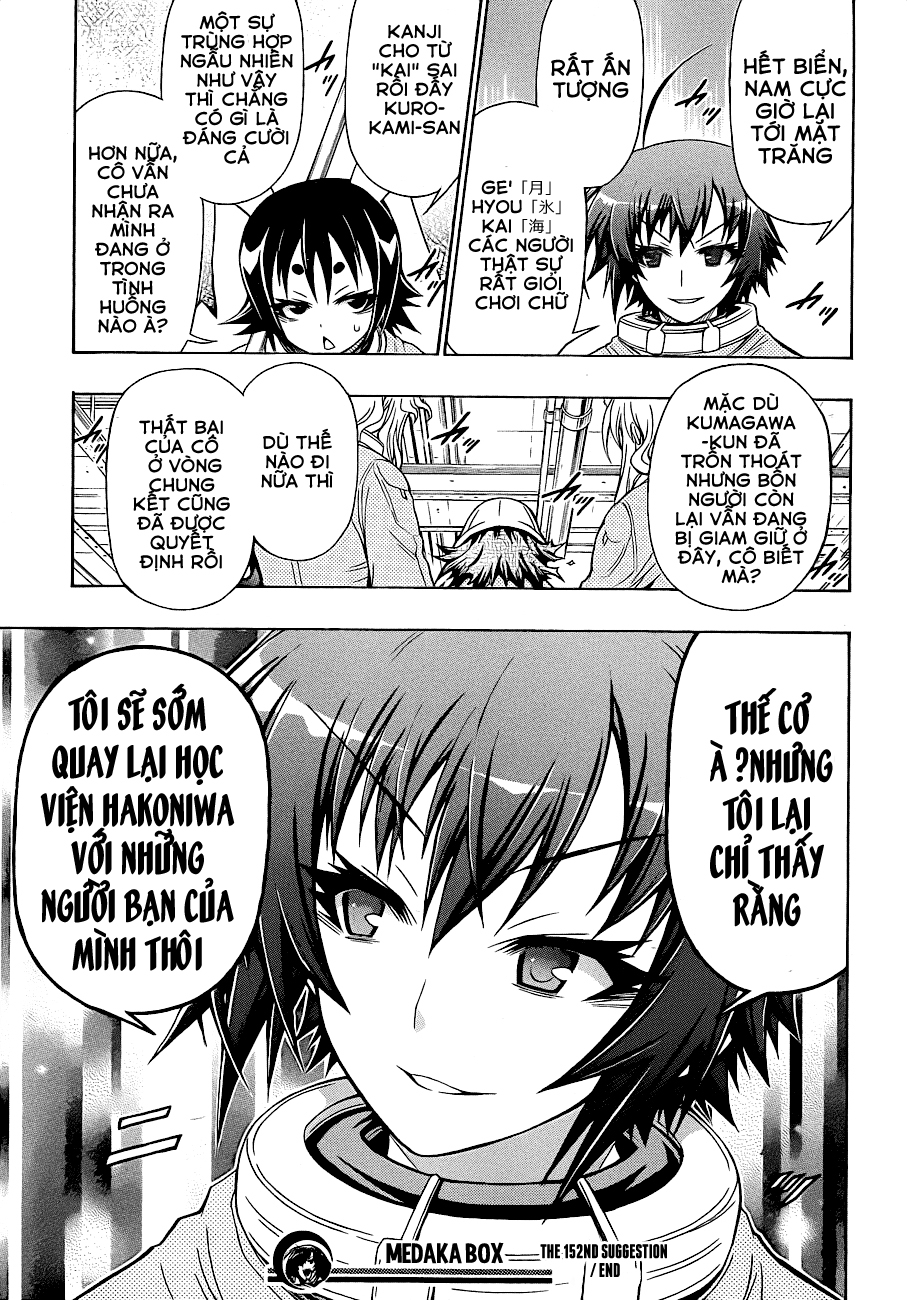 HẾT BIỂN,
NAM CỰC
GIỜ LẠI
TỚI MẶT
TRĂNG
RẤT ẤN
TƯỢNG
GE'「月」
HYOU「氷」
KAI「海」
CÁC NGƯỜI
THẬT SỰ
RẤT GIỎI
CHƠI CHỮ
KANJI
CHO TỪ
"KAI" SAI
RỒI ĐẤY
KURO-
KAMI-SAN
MỘT SỰ
TRÙNG HỢP
NGẪU NHIÊN
NHƯ VẬY
THÌ CHẲNG
CÓ GÌ LÀ
ĐÁNG CƯỜI
CẢ
HƠN NỮA,
CÔ VẪN
CHƯA
NHẬN RA
MÌNH
ĐANG Ở
TRONG
TÌNH
HUỐNG
NÀO À?
MẶC DÙ
KUMAGAWA
-KUN ĐÃ
TRỐN THOÁT
NHƯNG BỐN
NGƯỜI CÒN
LẠI VẪN ĐANG
BỊ GIAM GIỮ Ở
ĐÂY, CÔ BIẾT
MÀ?
DÙ THẾ
NÀO ĐI
NỮA THÌ
THẤT BẠI
CỦA CÔ
Ở VÒNG
CHUNG
KẾT CŨNG
ĐÃ ĐƯỢC
QUYẾT
ĐỊNH RỒI
THẾ CƠ
À ?NHƯNG
TÔI LẠI
CHỈ THẤY
RẰNG
TÔI SẼ SỚM
QUAY LẠI HỌC
VIỆN HAKONIWA
VỚI NHỮNG
NGƯỜI BẠN CỦA
MÌNH THÔI
ニ
MEDAKA BOX
THE 152ND SUGGESTION
/ END